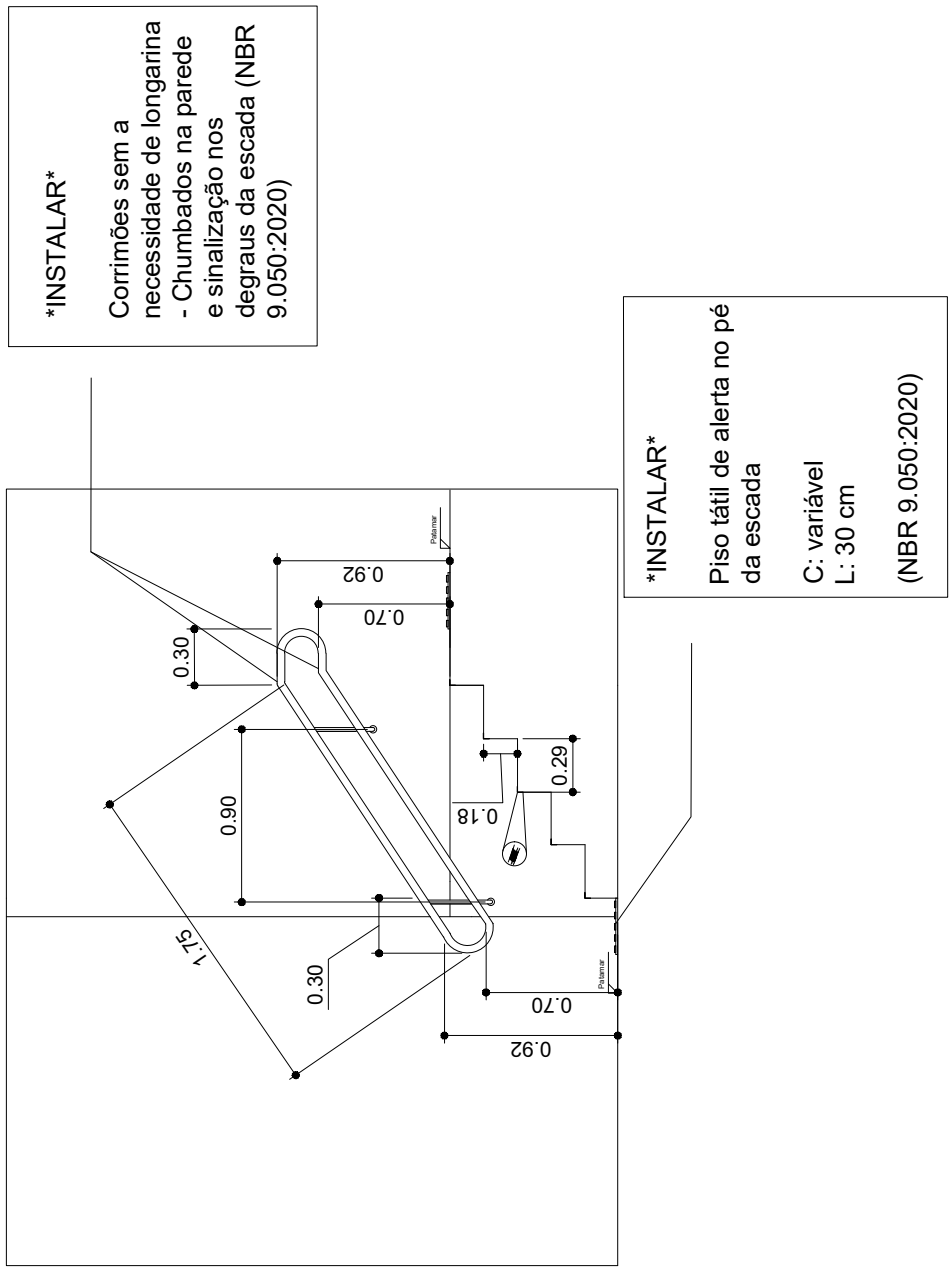 *INSTALAR*
Corrimões sem a
necessidade de longarina
- Chumbados na parede
e sinalização nos
degraus da escada (NBR
9.050:2020)
0.92
0.70
0.30
Patamar
0.90
1.75
0.18
0.29
0.30
Patamar
0.70
0.92
*INSTALAR*
Piso tátil de alerta no pé
da escada
C: variável
L: 30 cm
(NBR 9.050:2020)